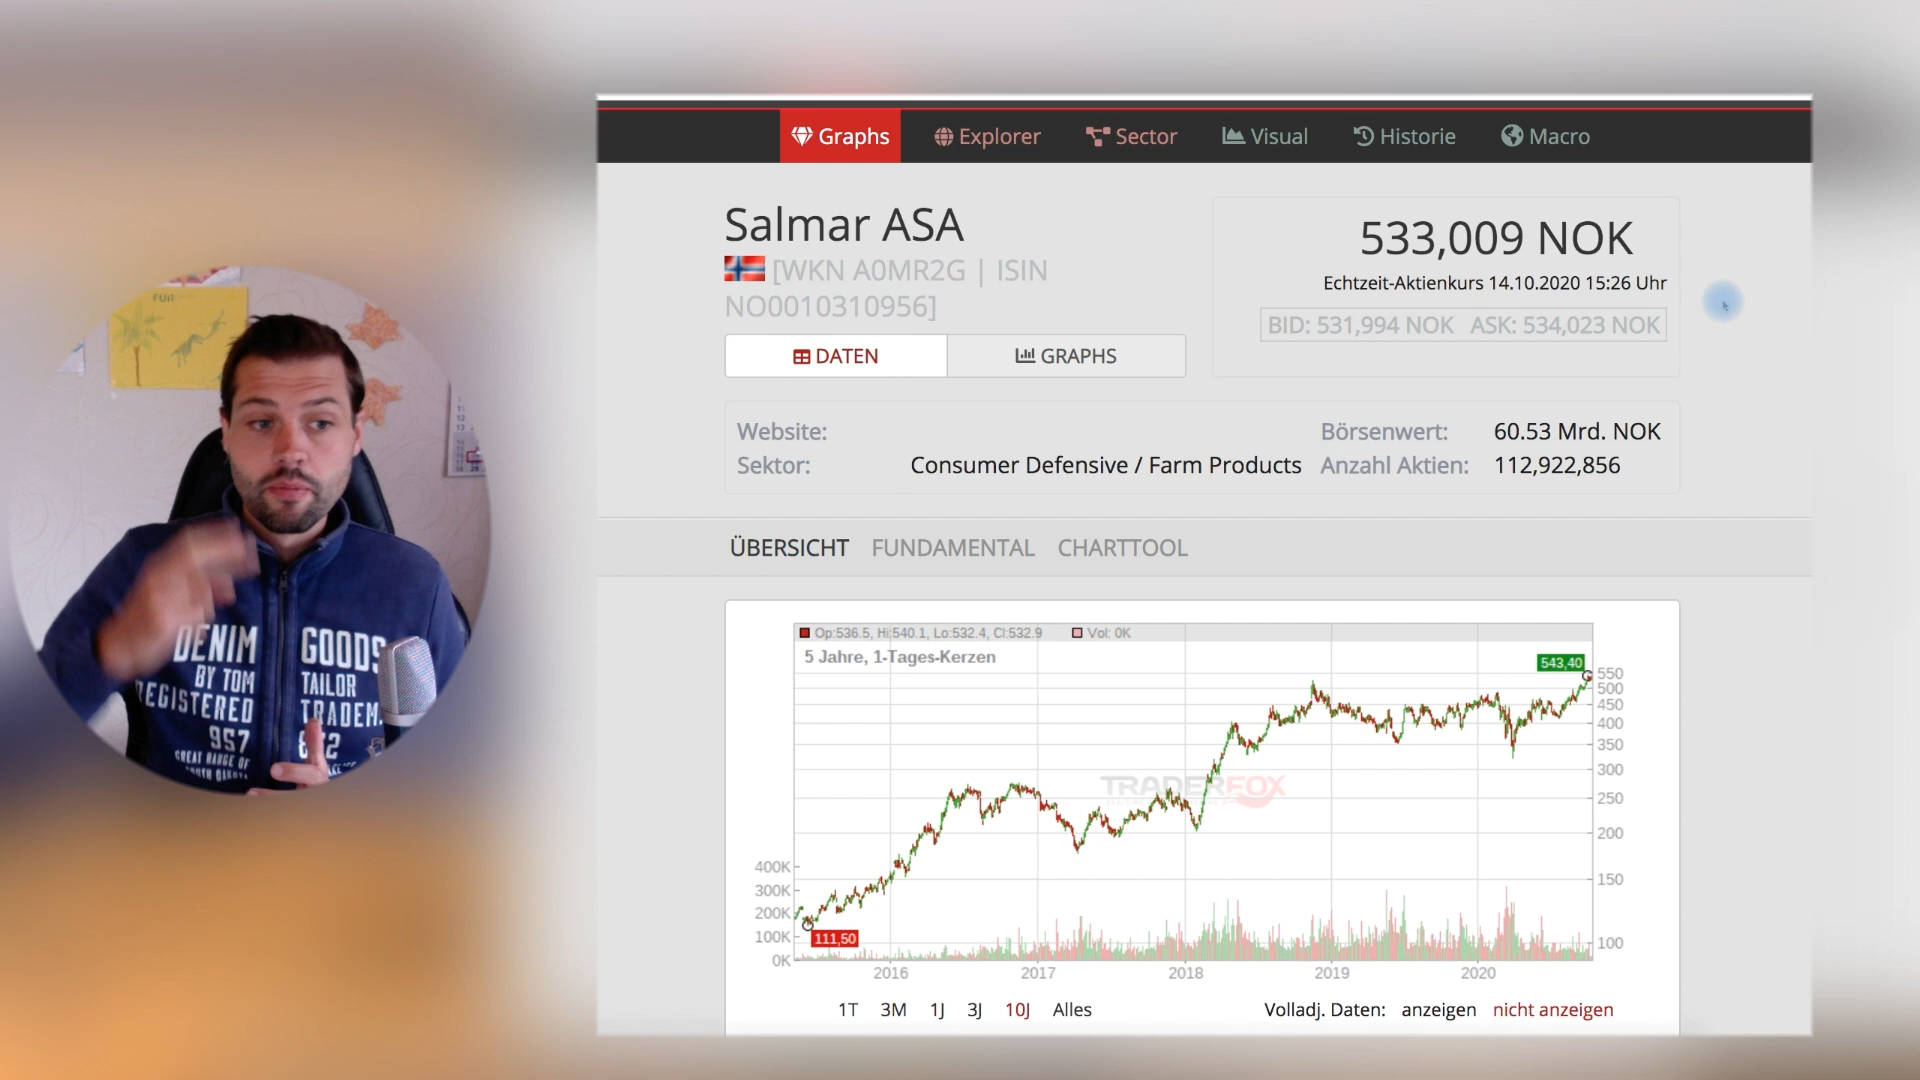 Graphs Explorer Sector Visual Historie Macro
Salmar ASA
[WKN A0MR2G | ISIN
NO0010310956]
533,009 NOK
Echtzeit-Aktienkurs 14.10.2020 15:26 Uhr
BID: 531,994 NOK ASK: 534,023 NOK
DATEN GRAPHS
Website:
Börsenwert: 60.53 Mrd. NOK
Sektor: Consumer Defensive / Farm Products
Anzahl Aktien: 112,922,856
ÜBERSICHT FUNDAMENTAL CHARTTOOL
Op:536.5, Hi:540.1, Lo:532.4, Cl:532.9 Vol: 0K
5 Jahre, 1-Tages-Kerzen
543,40
550
500
450
400
350
300
250
200
150
100
TRADERFOX
400K
300K
200K
100K
0K
111,50
2016 2017 2018 2019 2020
1T 3M 1J 3J 10J Alles
Volladj. Daten: anzeigen nicht anzeigen
FÜR
DENIM GOODS
BY TOM TAILOR
REGISTERED TRADEM
957
GREAT RANGE OF